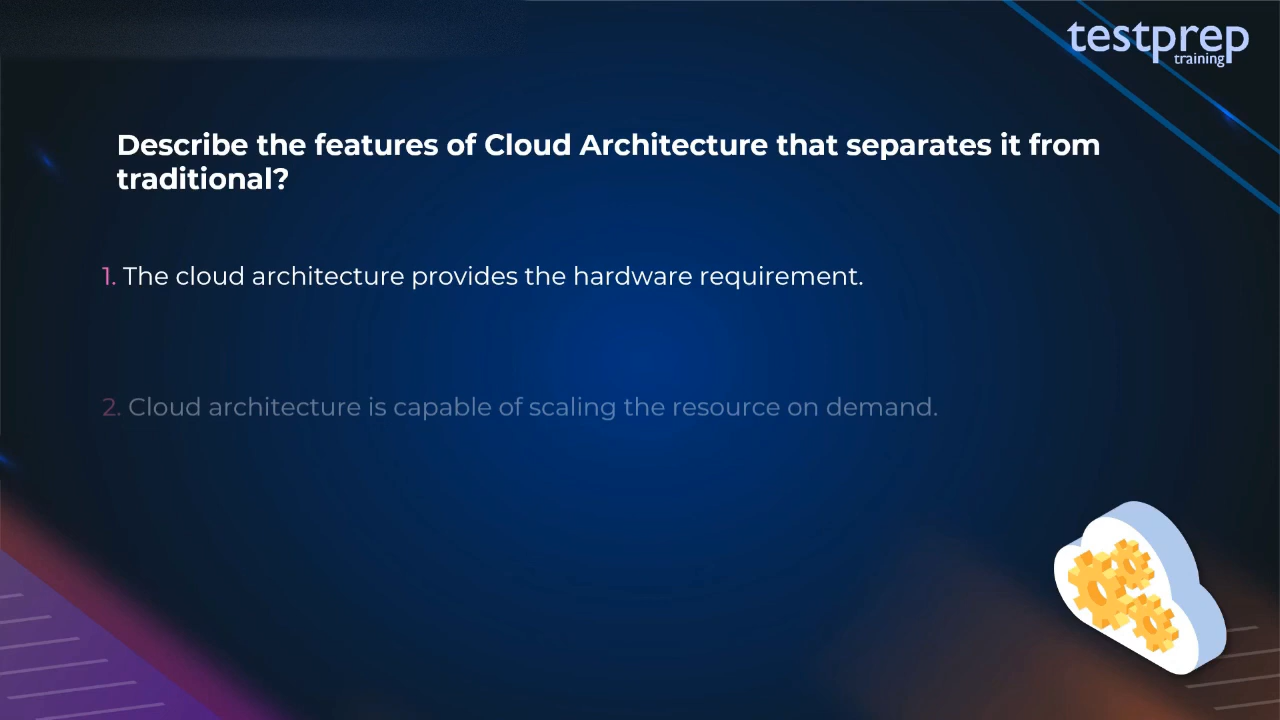 testprep
training
Describe the features of Cloud Architecture that separates it from
traditional?
1. The cloud architecture provides the hardware requirement.
2. Cloud architecture is capable of scaling the resource on demand.